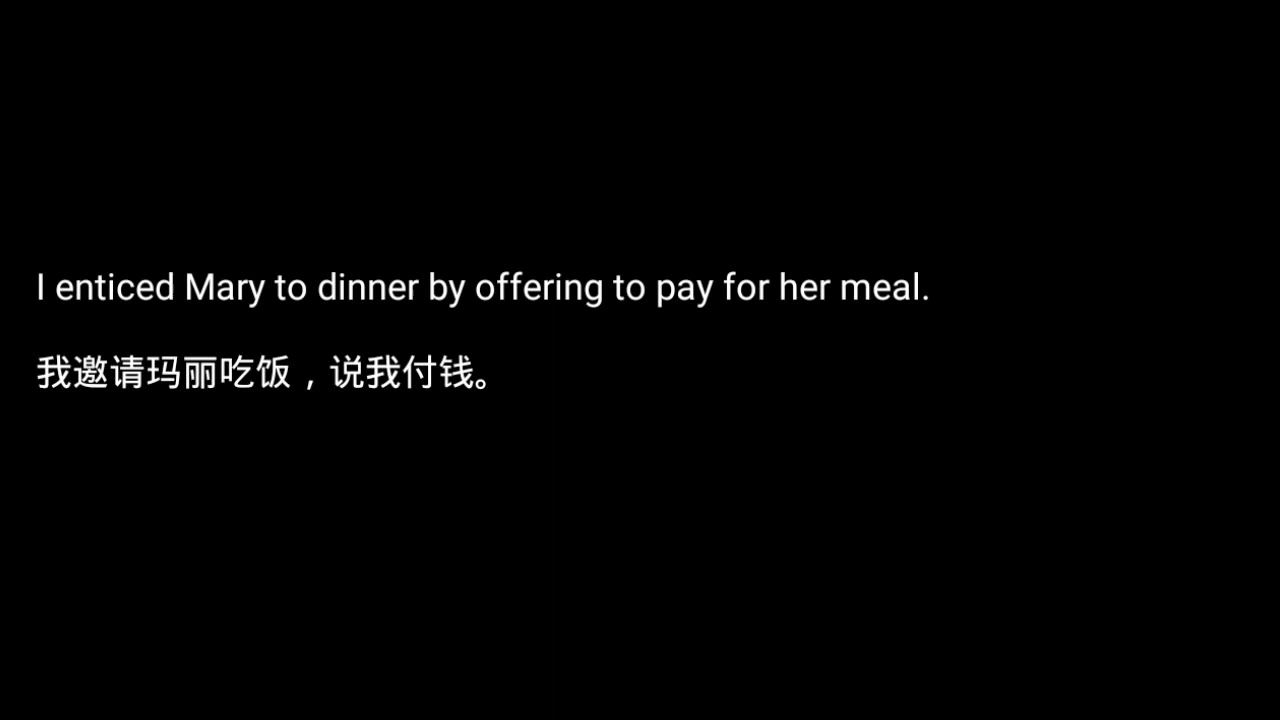 I enticed Mary to dinner by offering to pay for her meal.
我邀请玛丽吃饭，说我付钱。